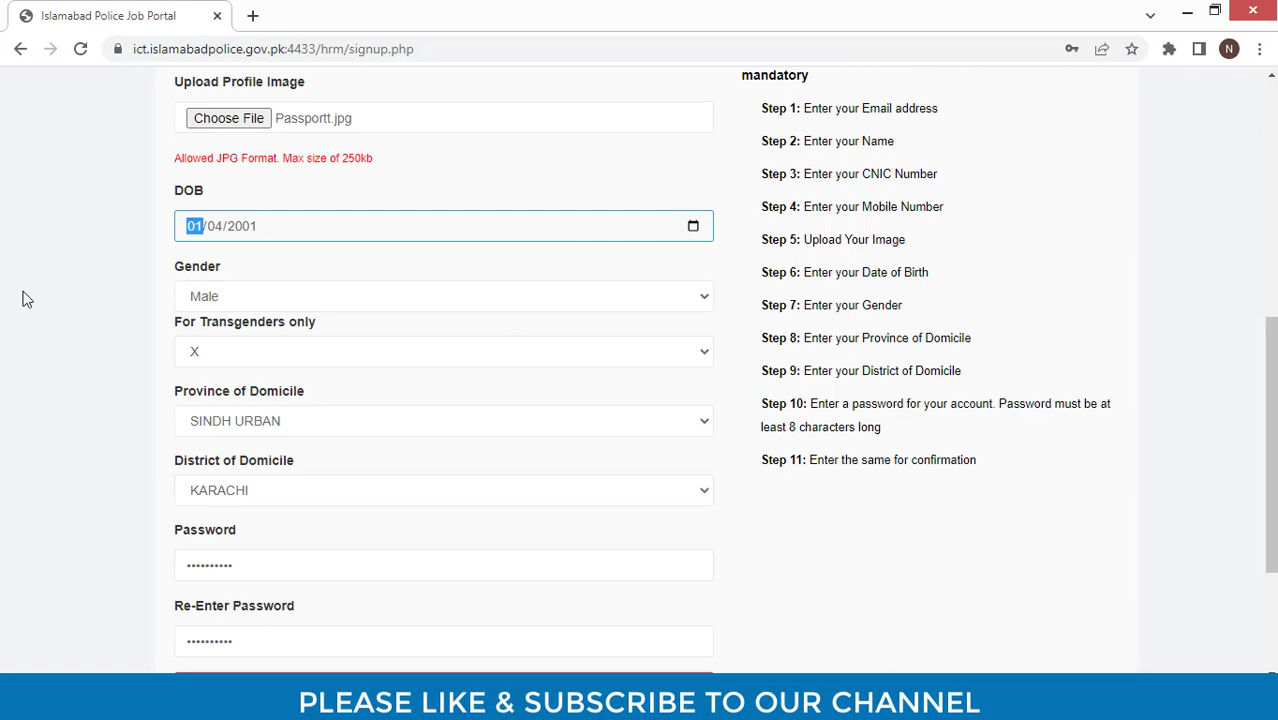 Islamabad Police Job Portal
ict.islamabadpolice.gov.pk:4433/hrm/signup.php
N
Upload Profile Image
Choose File Passportt.jpg
Allowed JPG Format. Max size of 250kb
DOB
01/04/2001
Gender
Male
For Transgenders only
X
Province of Domicile
SINDH URBAN
District of Domicile
KARACHI
Password
••••••••••
Re-Enter Password
••••••••••
mandatory
Step 1: Enter your Email address
Step 2: Enter your Name
Step 3: Enter your CNIC Number
Step 4: Enter your Mobile Number
Step 5: Upload Your Image
Step 6: Enter your Date of Birth
Step 7: Enter your Gender
Step 8: Enter your Province of Domicile
Step 9: Enter your District of Domicile
Step 10: Enter a password for your account. Password must be at
least 8 characters long
Step 11: Enter the same for confirmation
PLEASE LIKE & SUBSCRIBE TO OUR CHANNEL